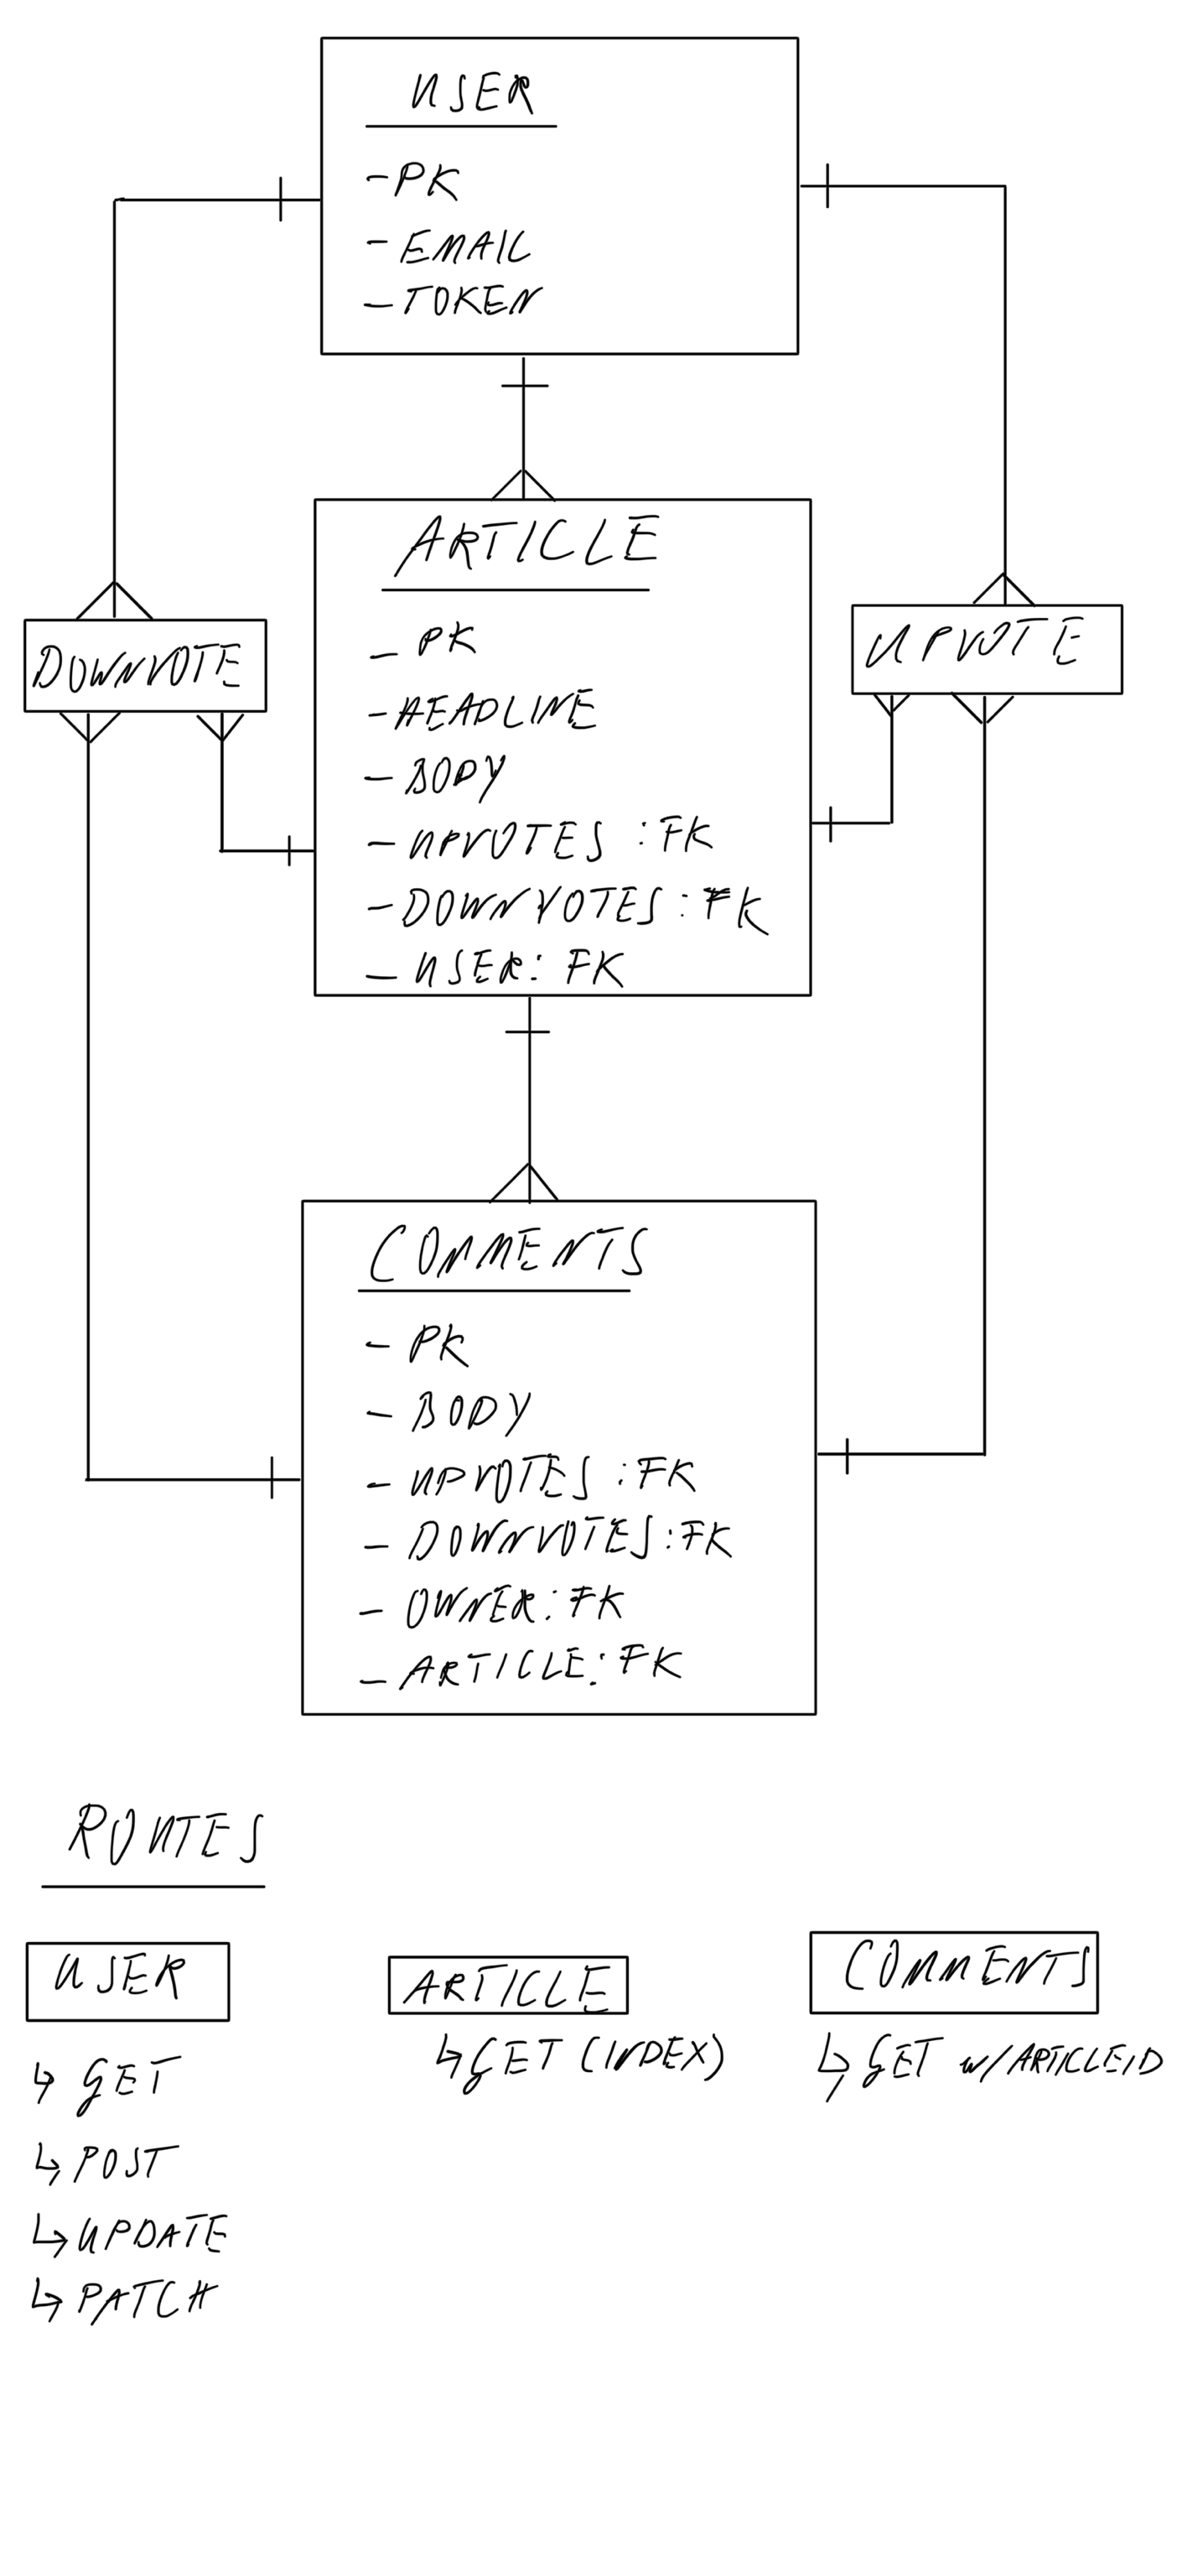 USER
- PK
- EMAIL
- TOKEN
ARTICLE
- PK
- HEADLINE
- BODY
- UPVOTES : FK
- DOWNVOTES : FK
- USER : FK
DOWNVOTE
UPVOTE
COMMENTS
- PK
- BODY
- UPVOTES : FK
- DOWNVOTES : FK
- OWNER : FK
- ARTICLE : FK
ROUTES
USER
↳ GET
↳ POST
↳ UPDATE
↳ PATCH
ARTICLE
↳ GET (INDEX)
COMMENTS
↳ GET w/ARTICLEID